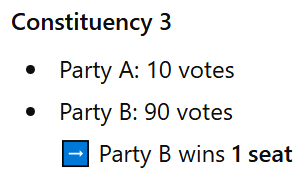 Constituency 3
• Party A: 10 votes
• Party B: 90 votes
➡ Party B wins 1 seat